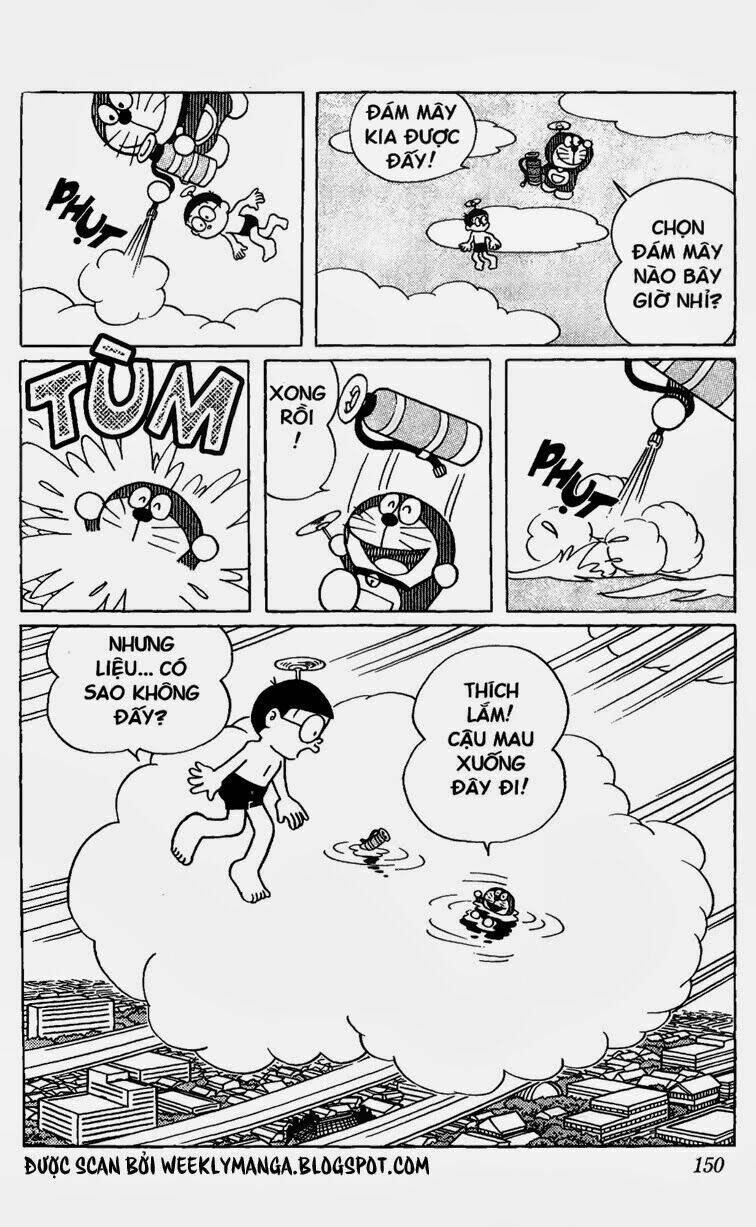 CHỌN
ĐÁM MÂY
NÀO BÂY
GIỜ NHỈ?
ĐÁM MÂY
KIA ĐƯỢC
ĐẤY!
PHỤT
PHỤT
XONG
RỒI
!
TÙM
THÍCH
LẮM!
CẬU MAU
XUỐNG
ĐÂY ĐI!
NHƯNG
LIỆU... CÓ
SAO KHÔNG
ĐẤY?
ĐƯỢC SCAN BỞI WEEKLYMANGA.BLOGSPOT.COM
150